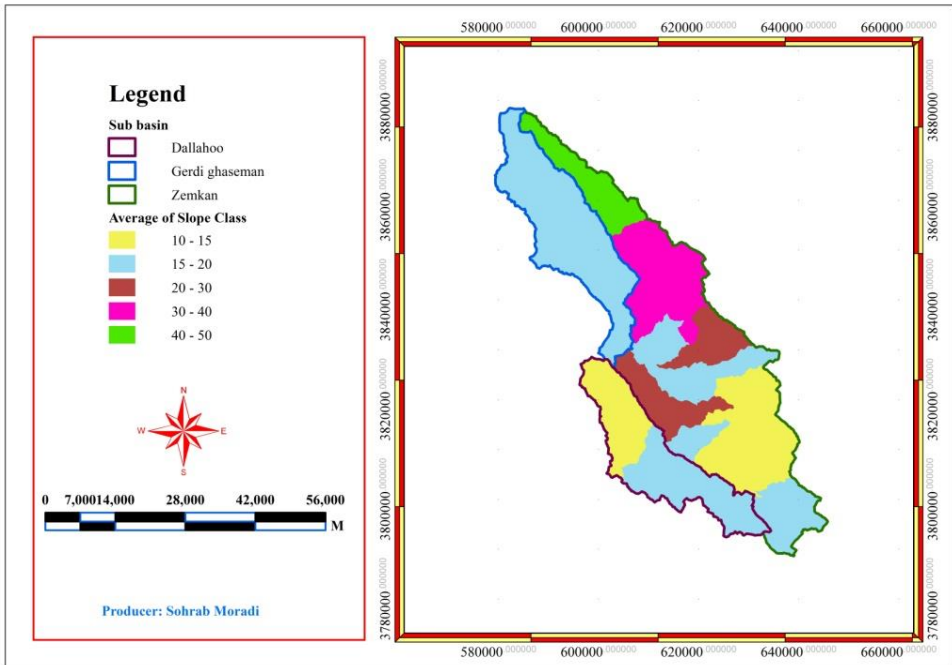 Legend
Sub basin
Dallahoo
Gerdi ghaseman
Zemkan
Average of Slope Class
10 - 15
15 - 20
20 - 30
30 - 40
40 - 50
N
W E
S
0 7,00014,000 28,000 42,000 56,000
M
Producer: Sohrab Moradi
580000.000000 600000.000000 620000.000000 640000.000000 660000.000000
3880000.000000
3860000.000000
3840000.000000
3820000.000000
3800000.000000
3780000.000000
3880000.000000
3860000.000000
3840000.000000
3820000.000000
3800000.000000
3780000.000000
580000.000000 600000.000000 620000.000000 640000.000000 660000.000000